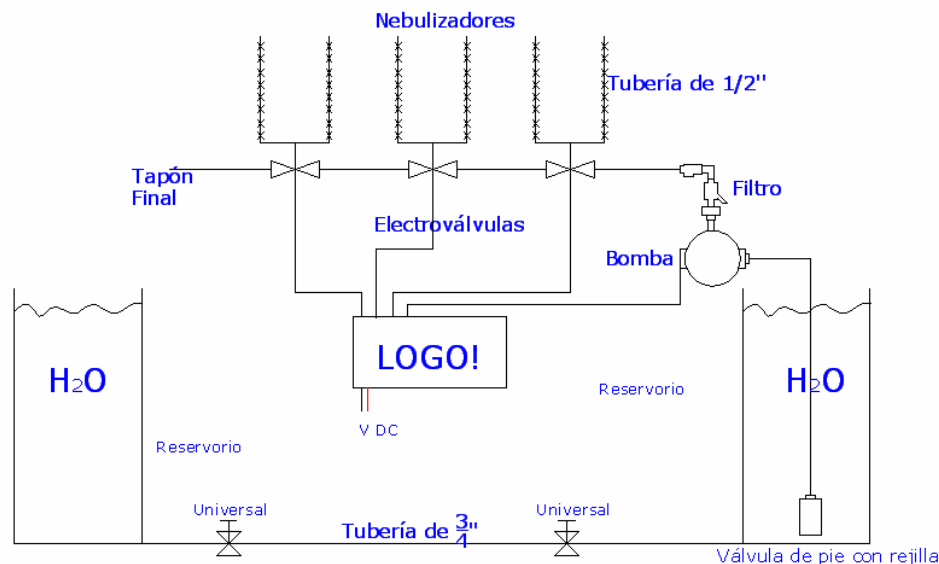 Nebulizadores
Tubería de 1/2"
Tapón
Final
Filtro
Electroválvulas
Bomba
LOGO!
H2O
H2O
Reservorio
V DC
Reservorio
Universal
Universal
Tubería de 3/4"
Válvula de pie con rejilla